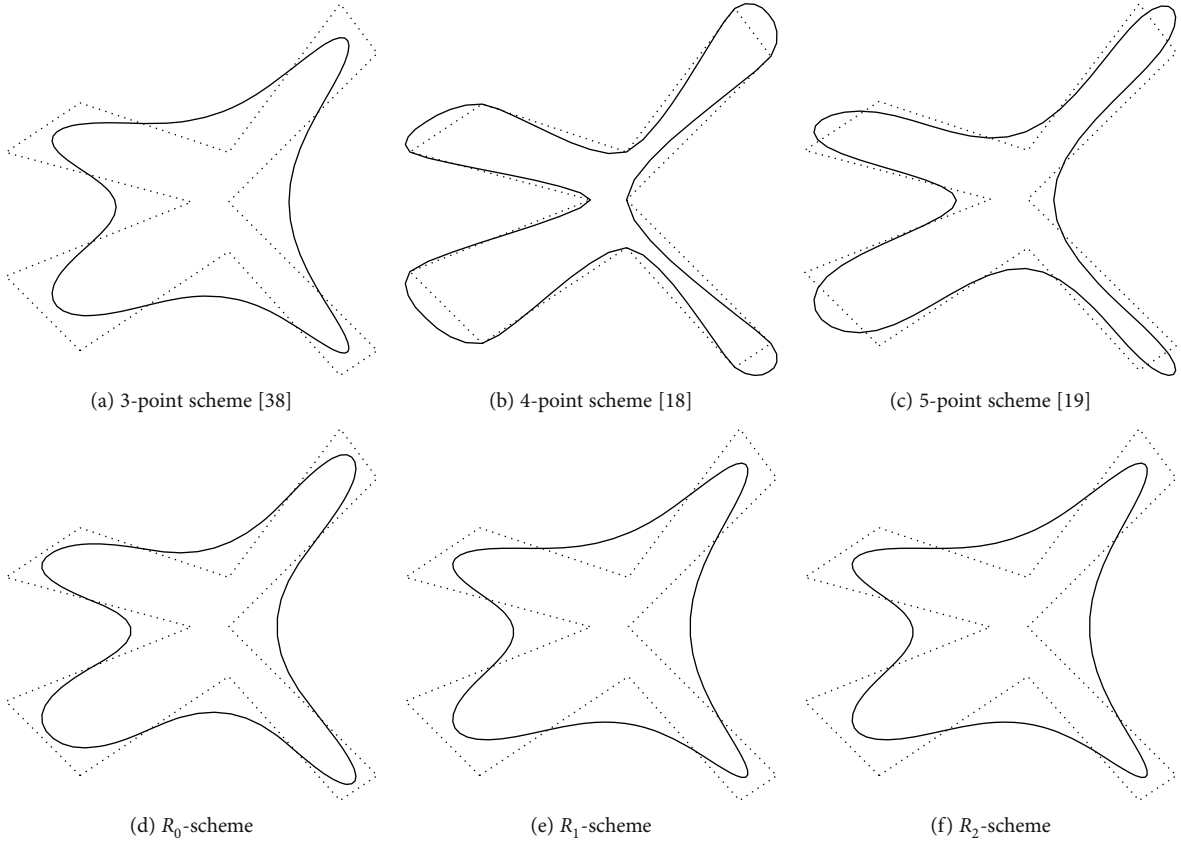 (a) 3-point scheme [38]
(b) 4-point scheme [18]
(c) 5-point scheme [19]
(d) R₀-scheme
(e) R₁-scheme
(f) R₂-scheme